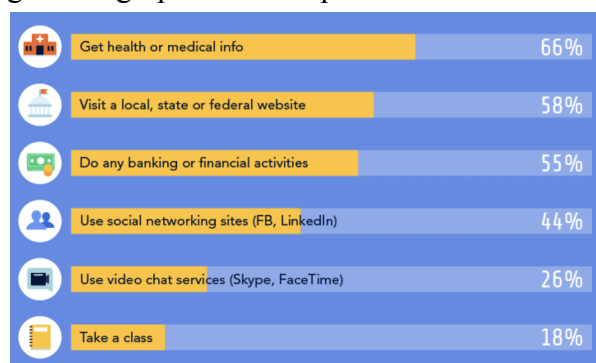 Get health or medical info 66%
Visit a local, state or federal website 58%
Do any banking or financial activities 55%
Use social networking sites (FB, LinkedIn) 44%
Use video chat services (Skype, FaceTime) 26%
Take a class 18%